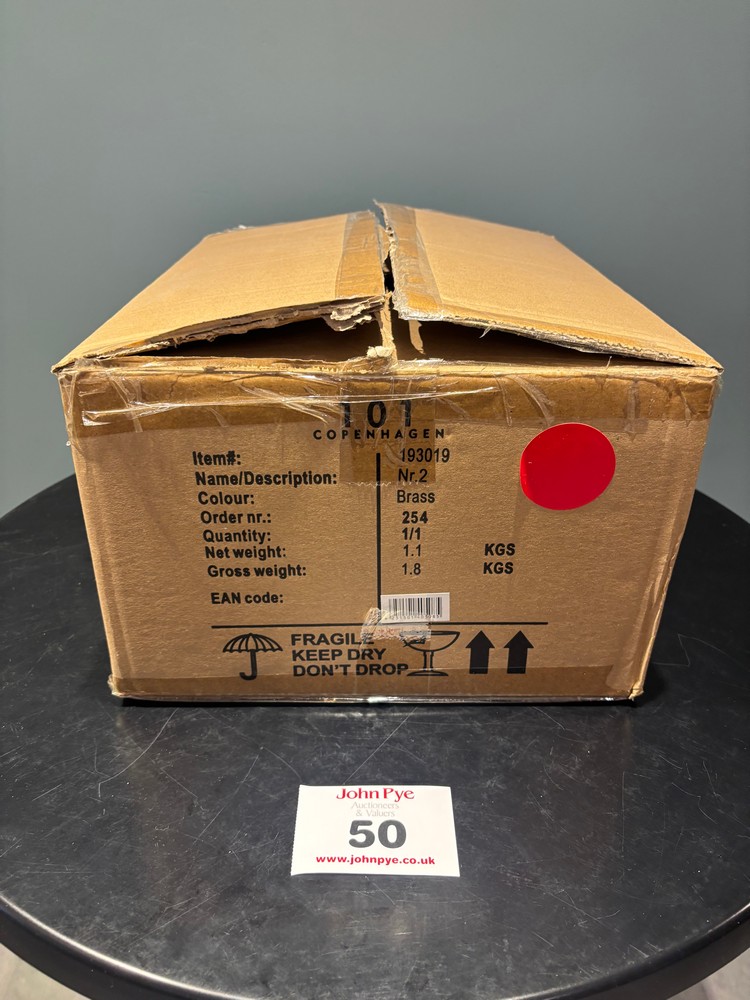 101
COPENHAGEN
Item#: 193019
Name/Description: Nr.2
Colour: Brass
Order nr.: 254
Quantity: 1/1
Net weight: 1.1 KGS
Gross weight: 1.8 KGS
EAN code:
FRAGILE
KEEP DRY
DON'T DROP
John Pye
Auctioneers
& Valuers
50
www.johnpye.co.uk